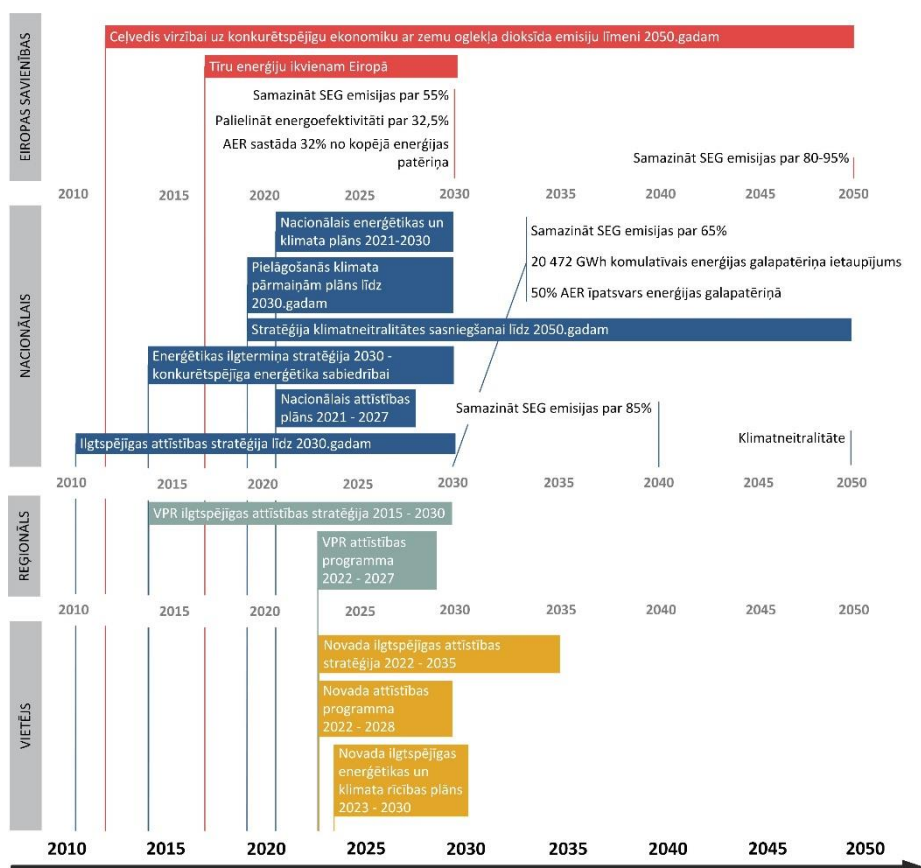 EIROPAS SAVIENĪBAS
Ceļvedis virzībai uz konkurētspējīgu ekonomiku ar zemu oglekļa dioksīda emisiju līmeni 2050.gadam
Tīru enerģiju ikvienam Eiropā
Samazināt SEG emisijas par 55%
Palielināt energoefektivitāti par 32,5%
AER sastāda 32% no kopējā enerģijas
patēriņa
Samazināt SEG emisijas par 80-95%
2010 2015 2020 2025 2030 2035 2040 2045 2050
NACIONĀLAIS
Nacionālais enerģētikas un
klimata plāns 2021-2030
Pielāgošanās klimata
pārmaiņām plāns līdz
2030.gadam
Samazināt SEG emisijas par 65%
20 472 GWh komulatīvais enerģijas galapatēriņa ietaupījums
50% AER īpatsvars enerģijas galapatēriņā
Stratēģija klimatneitralitātes sasniegšanai līdz 2050.gadam
Enerģētikas ilgtermiņa stratēģija 2030 -
konkurētspējīga enerģētika sabiedrībai
Nacionālais attīstības
plāns 2021 - 2027
Samazināt SEG emisijas par 85%
Klimatneitralitāte
Ilgtspējīgas attīstības stratēģija līdz 2030.gadam
2010 2015 2020 2025 2030 2035 2040 2045 2050
REĢIONĀLS
VPR ilgtspējīgas attīstības stratēģija 2015 - 2030
VPR attīstības
programma
2022 - 2027
2010 2015 2020 2025 2030 2035 2040 2045 2050
VIETĒJS
Novada ilgtspējīgas attīstības
stratēģija 2022 - 2035
Novada attīstības
programma
2022 - 2028
Novada ilgtspējīgas
enerģētikas un
klimata rīcības plāns
2023 - 2030
2010 2015 2020 2025 2030 2035 2040 2045 2050